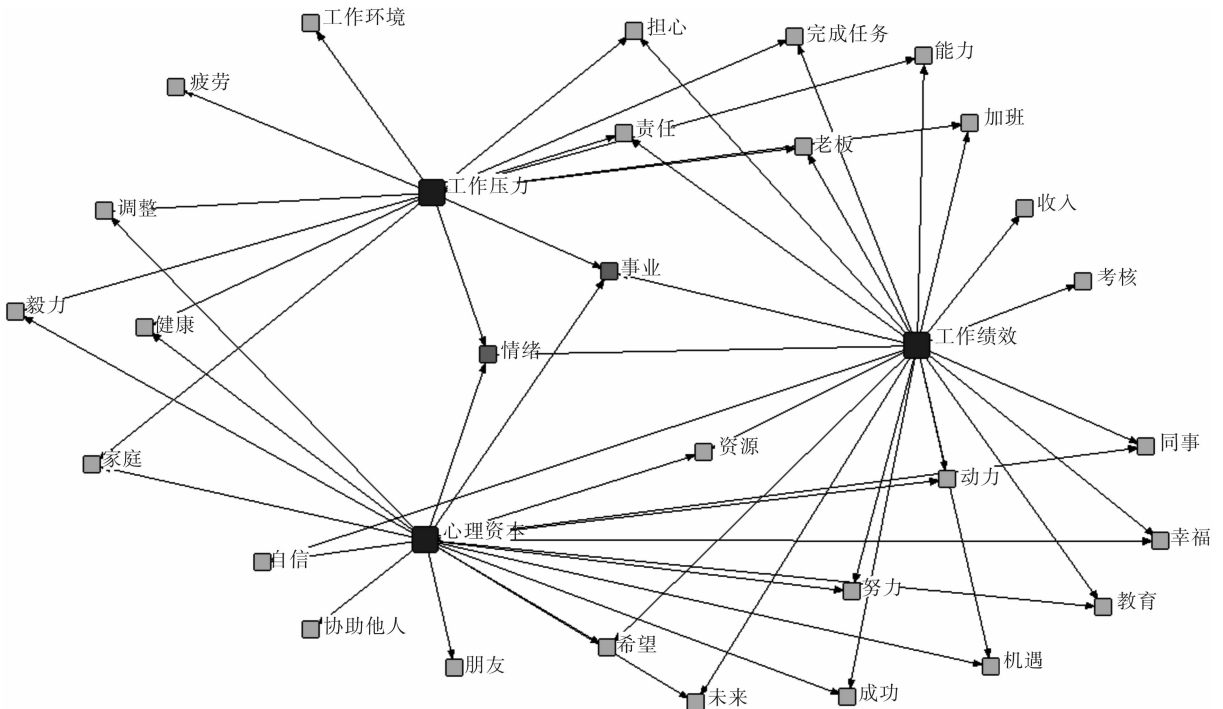 工作环境
担心
完成任务
能力
疲劳
责任
老板
加班
工作压力
调整
收入
事业
考核
毅力
健康
情绪
工作绩效
家庭
资源
同事
动力
心理资本
幸福
自信
努力
教育
协助他人
希望
朋友
机遇
未来
成功